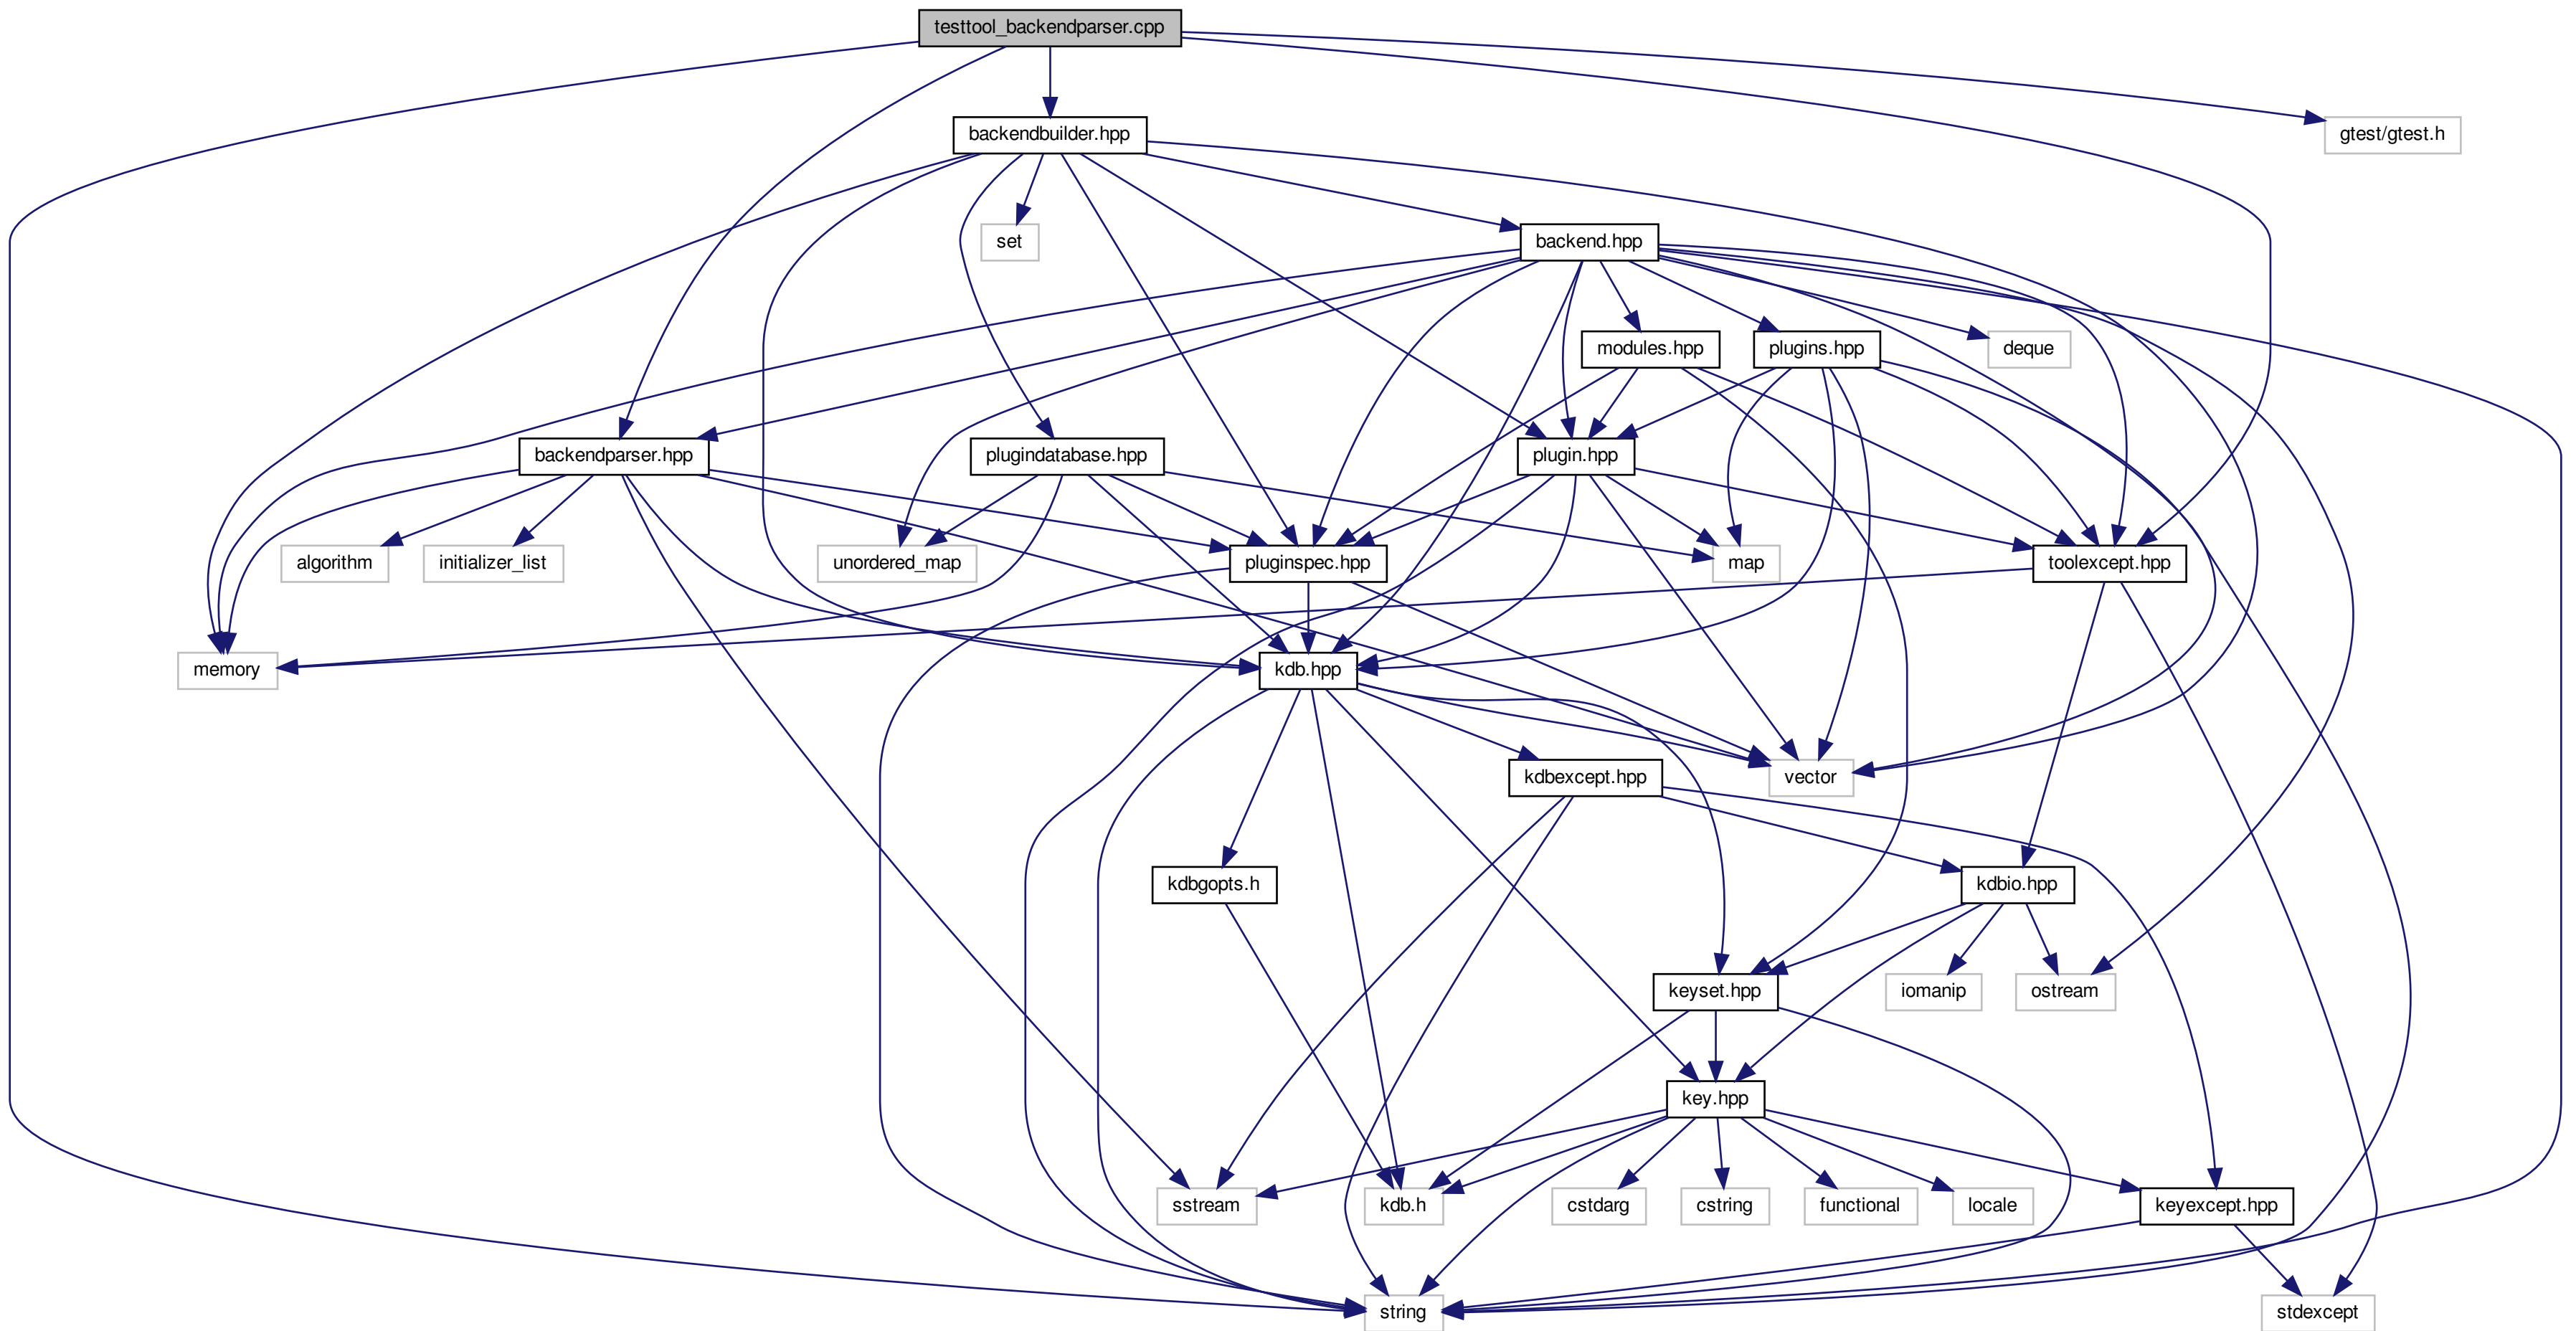 testtool_backendparser.cpp
backendbuilder.hpp
gtest/gtest.h
set
backend.hpp
modules.hpp
plugins.hpp
deque
backendparser.hpp
plugindatabase.hpp
plugin.hpp
algorithm
initializer_list
unordered_map
pluginspec.hpp
map
toolexcept.hpp
memory
kdb.hpp
kdbexcept.hpp
vector
kdbgopts.h
kdbio.hpp
keyset.hpp
iomanip
ostream
key.hpp
sstream
kdb.h
cstdarg
cstring
functional
locale
keyexcept.hpp
string
stdexcept